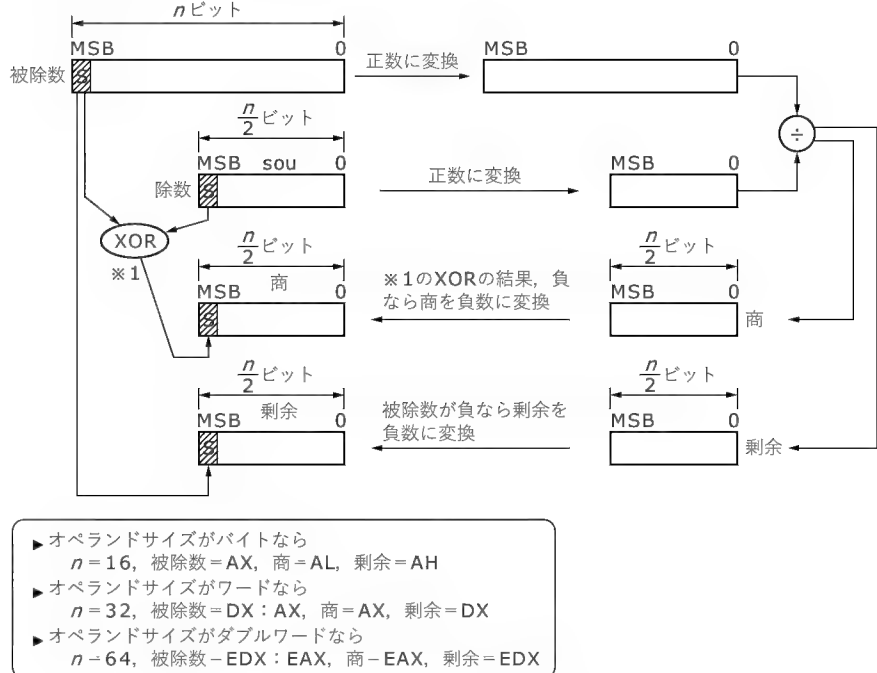 nビット
MSB 0 正数に変換 MSB 0
被除数 S
n/2 ビット ÷
MSB sou 0 正数に変換 MSB 0
除数 S
XOR
※1
n/2 ビット n/2 ビット
商 ※1のXORの結果，負
MSB 0 なら商を負数に変換 MSB 0
S 商
n/2 ビット n/2 ビット
剰余 被除数が負なら剰余を
MSB 0 負数に変換 MSB 0
S 剰余
▶オペランドサイズがバイトなら
n=16，被除数=AX，商=AL，剰余=AH
▶オペランドサイズがワードなら
n=32，被除数=DX：AX，商=AX，剰余=DX
▶オペランドサイズがダブルワードなら
n=64，被除数=EDX：EAX，商=EAX，剰余=EDX